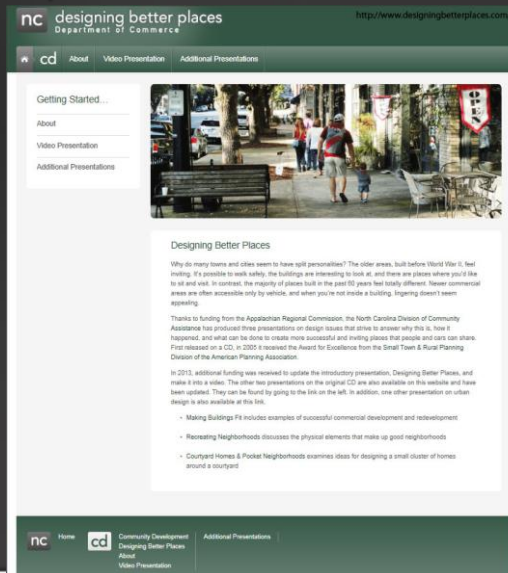 nc designing better places
Department of Commerce
http://www.designingbetterplaces.com
cd About Video Presentation Additional Presentations
Getting Started...
About
Video Presentation
Additional Presentations
OPEN
Designing Better Places
Why do many towns and cities seem to have split personalities? The older areas, built before World War II, feel
inviting. It's possible to walk safely, the buildings are interesting to look at, and there are places where you'd like
to sit and visit. In contrast, the majority of places built in the past 60 years feel totally different. Newer commercial
areas are often accessible only by vehicle, and when you're not inside a building, lingering doesn't seem
appealing.
Thanks to funding from the Appalachian Regional Commission, the North Carolina Division of Community
Assistance has produced three presentations on design issues that strive to answer why this is, how it
happened, and what can be done to create more successful and inviting places that people and cars can share.
First released on a CD, in 2005 it received the Award for Excellence from the Small Town & Rural Planning
Division of the American Planning Association.
In 2013, additional funding was received to update the introductory presentation, Designing Better Places, and
make it into a video. The other two presentations on the original CD are also available on this website and have
been updated. They can be found by going to the link on the left. In addition, one other presentation on urban
design is also available at this link.
• Making Buildings Fit includes examples of successful commercial development and redevelopment
• Recreating Neighborhoods discusses the physical elements that make up good neighborhoods
• Courtyard Homes & Pocket Neighborhoods examines ideas for designing a small cluster of homes
around a courtyard
nc Home cd Community Development Additional Presentations
Designing Better Places
About
Video Presentation